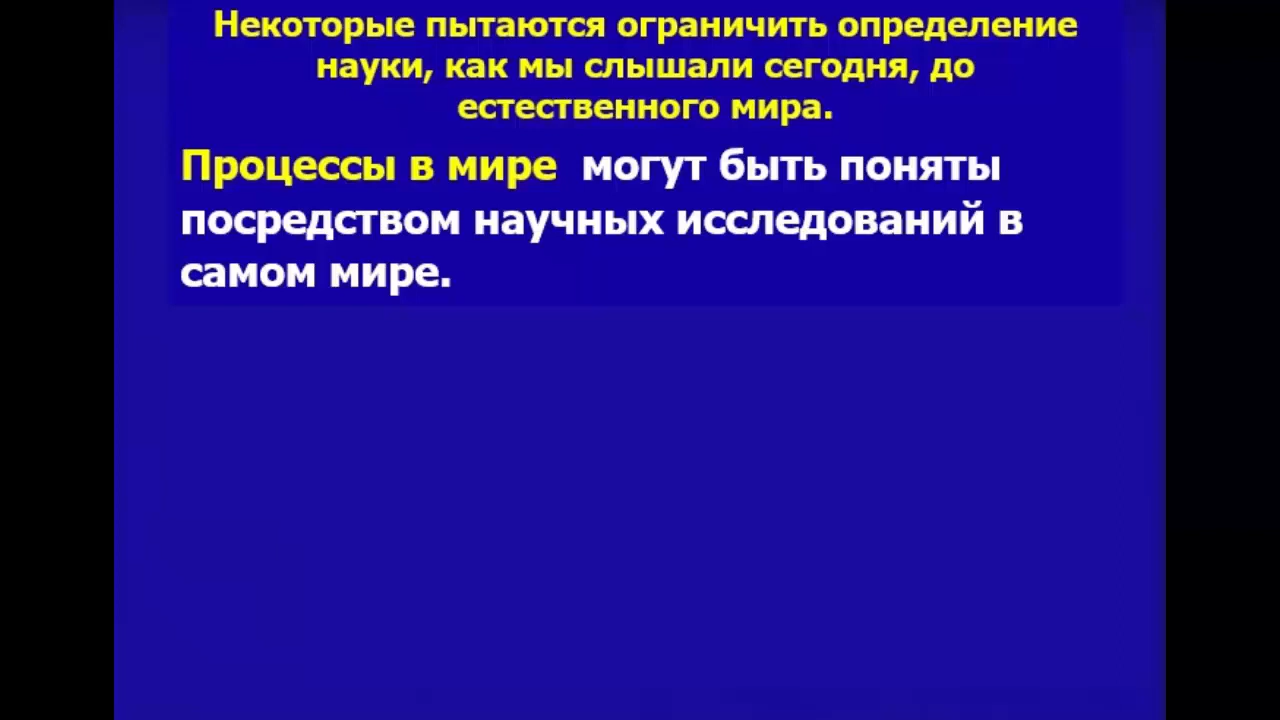 Некоторые пытаются ограничить определение
науки, как мы слышали сегодня, до
естественного мира.
Процессы в мире могут быть поняты
посредством научных исследований в
самом мире.